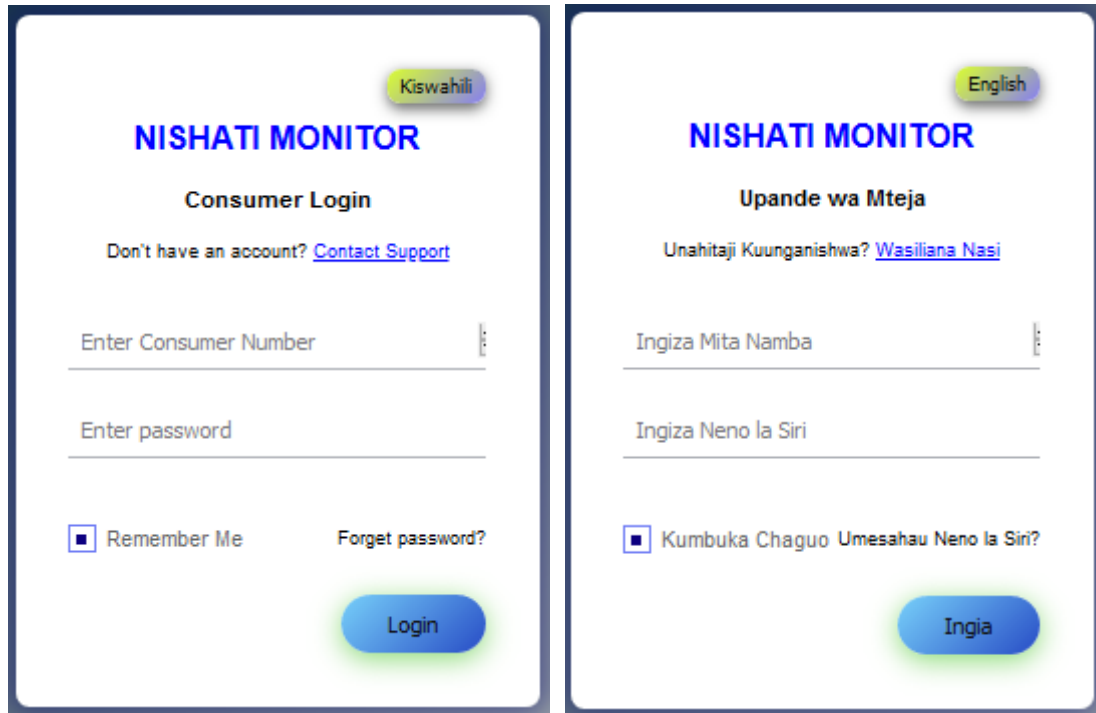 Kiswahili
NISHATI MONITOR
Consumer Login
Don't have an account? Contact Support
Enter Consumer Number
Enter password
Remember Me
Forget password?
Login
English
NISHATI MONITOR
Upande wa Mteja
Unahitaji Kuunganishwa? Wasiliana Nasi
Ingiza Mita Namba
Ingiza Neno la Siri
Kumbuka Chaguo
Umesahau Neno la Siri?
Ingia